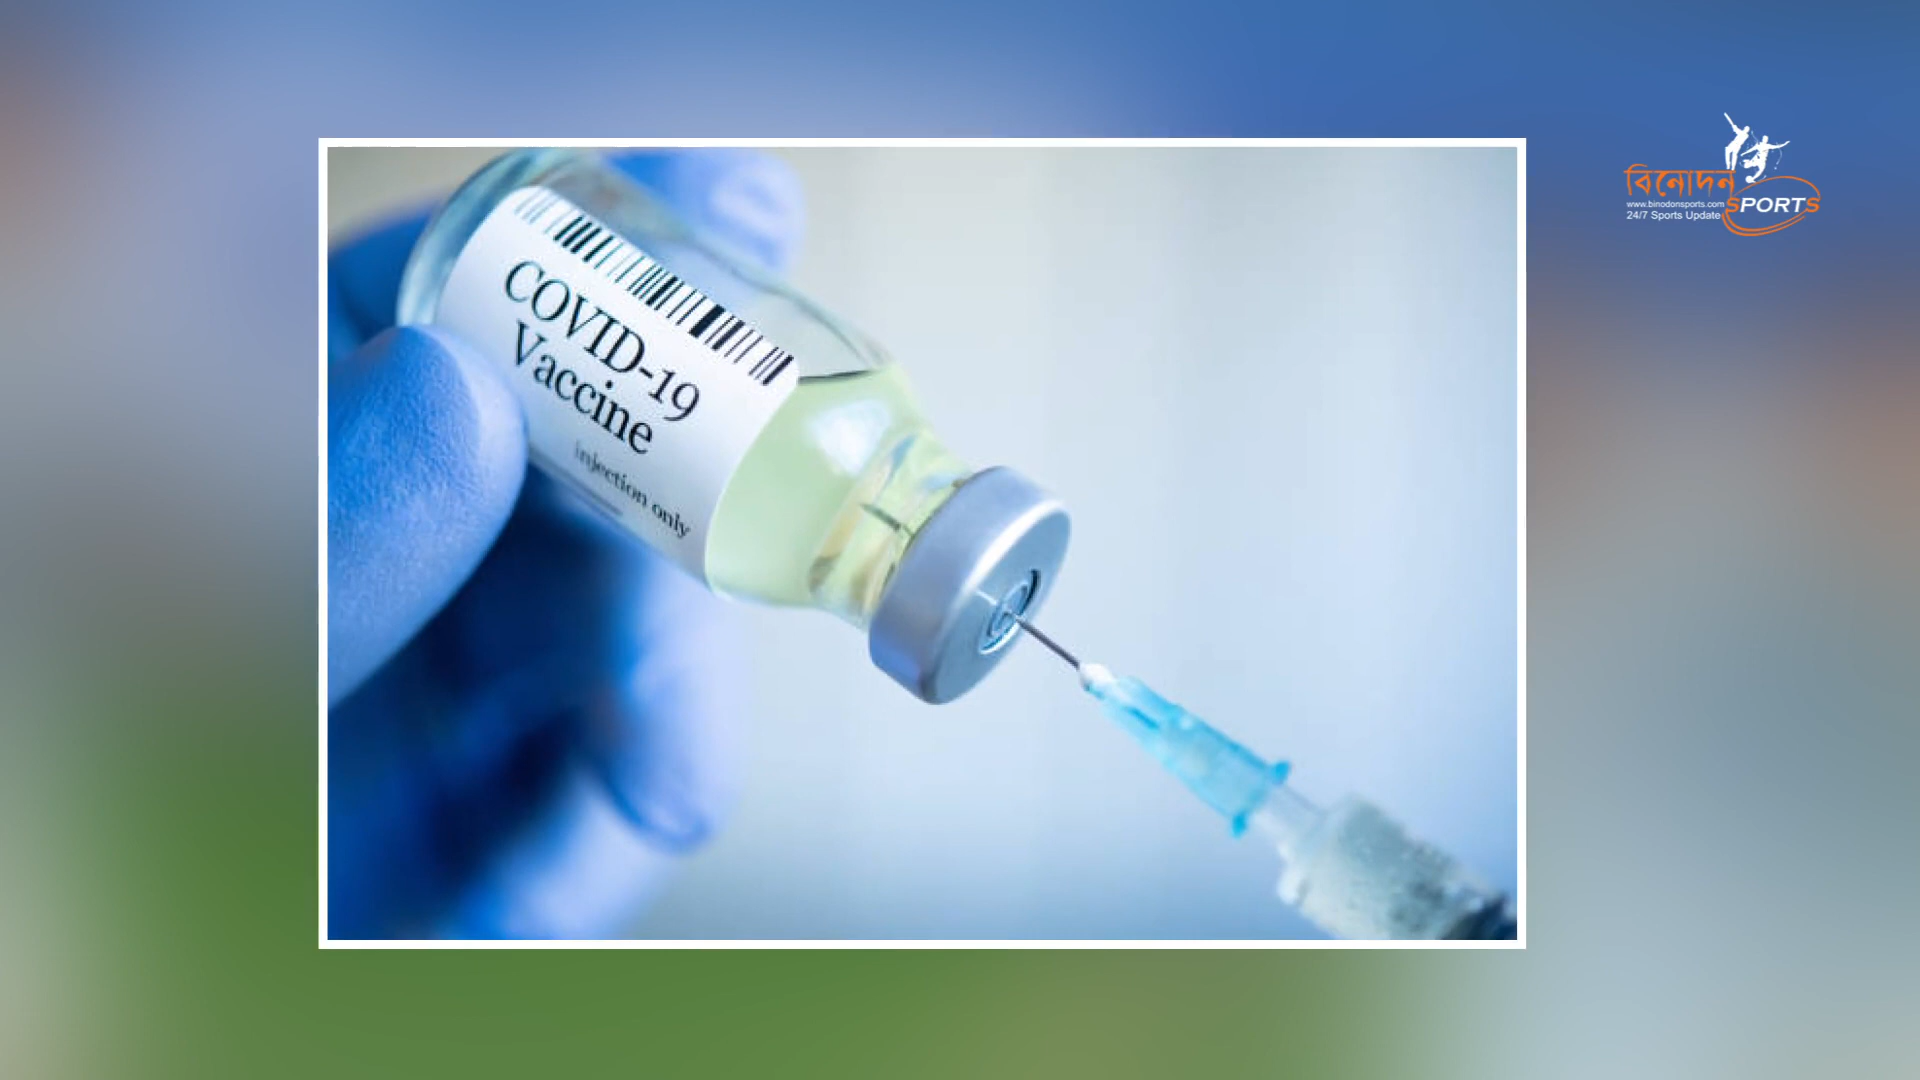 COVID-19
Vaccine
injection only
বিনোদন
SPORTS
www.binodonsports.com
24/7 Sports Update